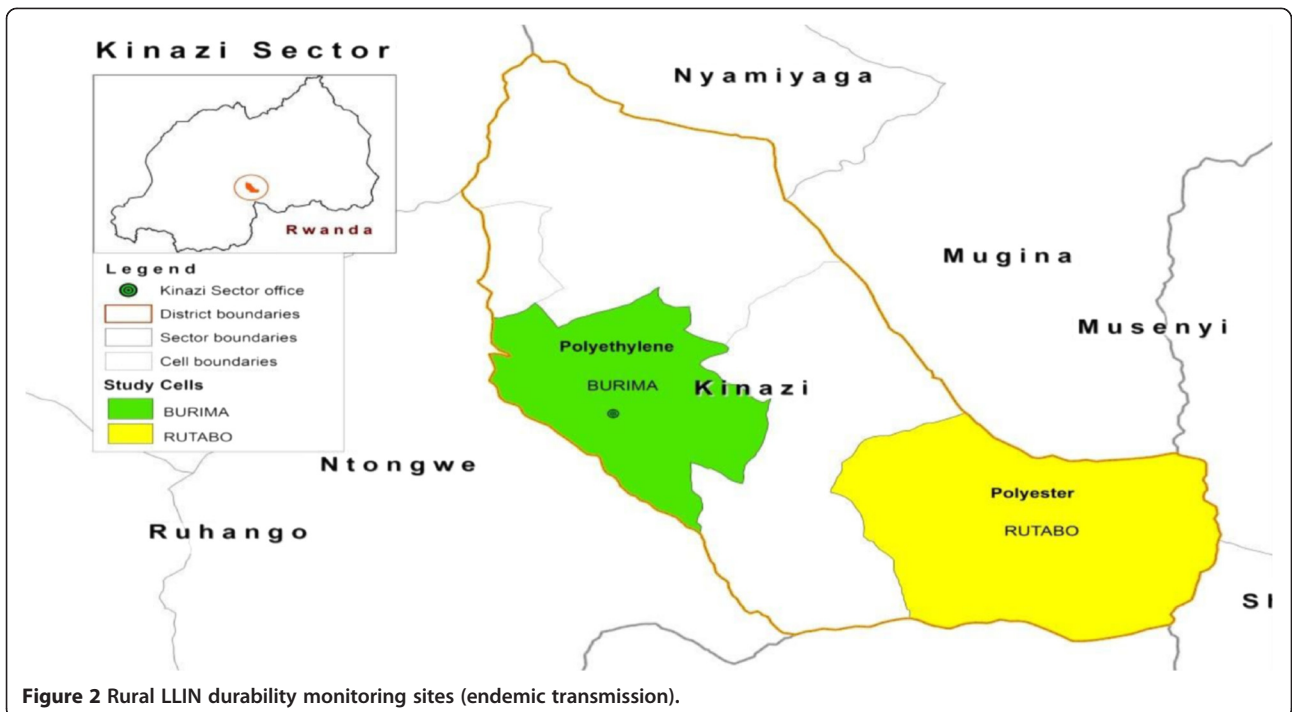 Kinazi Sector
Nyamiyaga
Rwanda
Mugina
Legend
Kinazi Sector office
District boundaries
Sector boundaries
Cell boundaries
Study Cells
BURIMA
RUTABO
Musenyi
Polyethylene
BURIMA
Kinazi
Ntongwe
Polyester
RUTABO
Ruhango
Figure 2 Rural LLIN durability monitoring sites (endemic transmission).